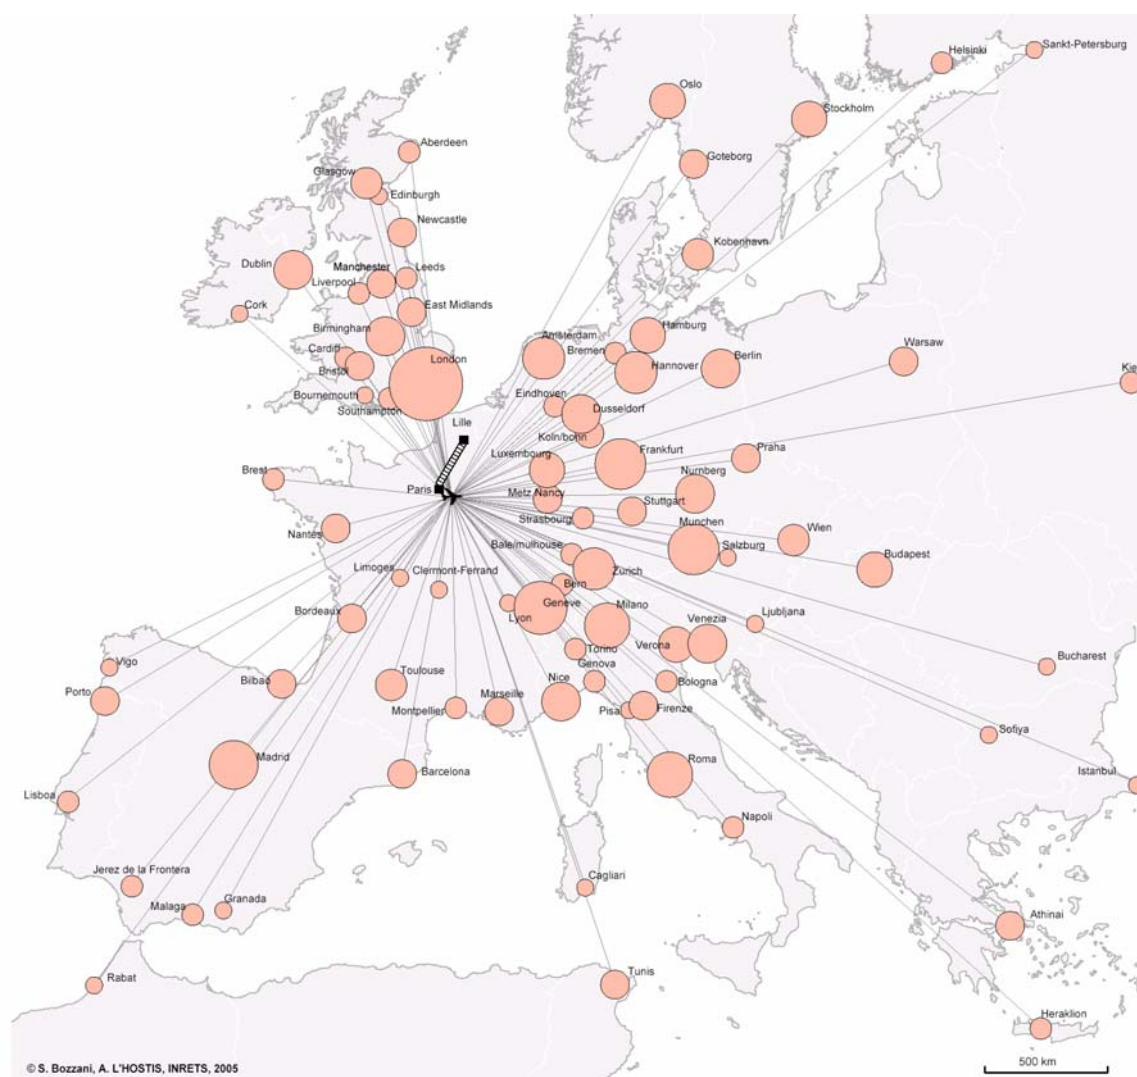 Helsinki
Sankt-Petersburg
Oslo
Stockholm
Aberdeen
Goteborg
Glasgow
Edinburgh
Newcastle
Kobenhavn
Dublin
Manchester
Leeds
Liverpool
Cork
East Midlands
Birmingham
Hamburg
Amsterdam
Bremen
Warsaw
Cardiff
London
Hannover
Berlin
Bristol
Kie
Bournemouth
Eindhoven
Southampton
Dusseldorf
Lille
Koln/bonn
Luxembourg
Frankfurt
Praha
Brest
Nurnberg
Paris
Metz Nancy
Stuttgart
Strasbourg
Munchen
Nantes
Wien
Bale/mulhouse
Salzburg
Budapest
Limoges
Clermont-Ferrand
Zurich
Bern
Geneve
Bordeaux
Lyon
Milano
Venezia
Ljubljana
Verona
Torino
Vigo
Bucharest
Toulouse
Genova
Bilbao
Nice
Bologna
Porto
Montpellier
Marseille
Pisa
Firenze
Sofiya
Madrid
Roma
Barcelona
Istanbul
Lisboa
Napoli
Jerez de la Frontera
Cagliari
Granada
Malaga
Athinai
Rabat
Tunis
Heraklion
500 km
© S. Bozzani, A. L'HOSTIS, INRETS, 2005